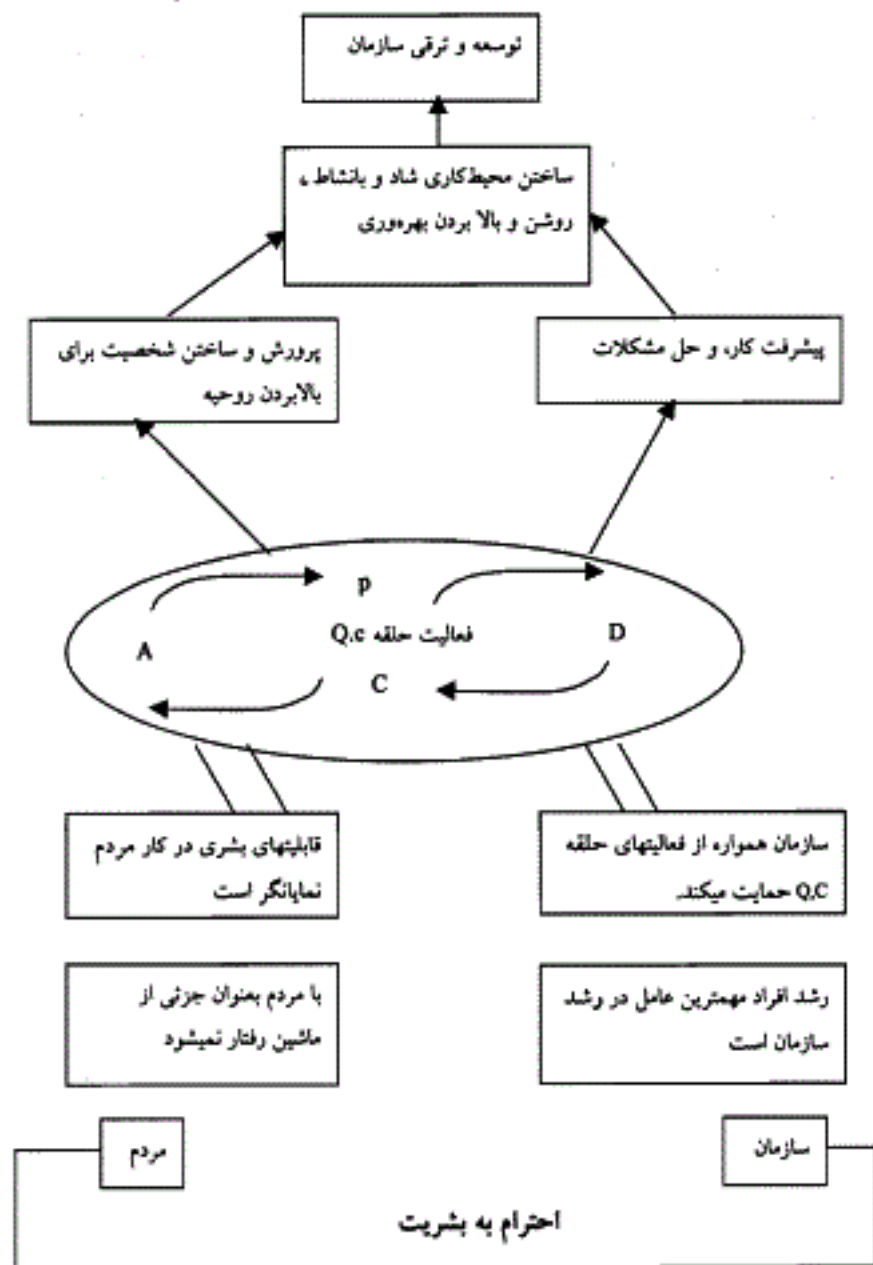 توسعه و ترقی سازمان
ساختن محیطکاری شاد و بانشاط ،
روشن و بالا بردن بهره‌وری
پیشرفت کار، و حل مشکلات
پرورش و ساختن شخصیت برای
بالابردن روحیه
p
فعالیت حلقه Q.c
D
A
C
سازمان همواره از فعالیتهای حلقه
Q.C حمایت میکند.
قابلیتهای بشری در کار مردم
نمایانگر است
رشد افراد مهمترین عامل در رشد
سازمان است
با مردم بعنوان جزئی از
ماشین رفتار نمیشود
سازمان
مردم
احترام به بشریت